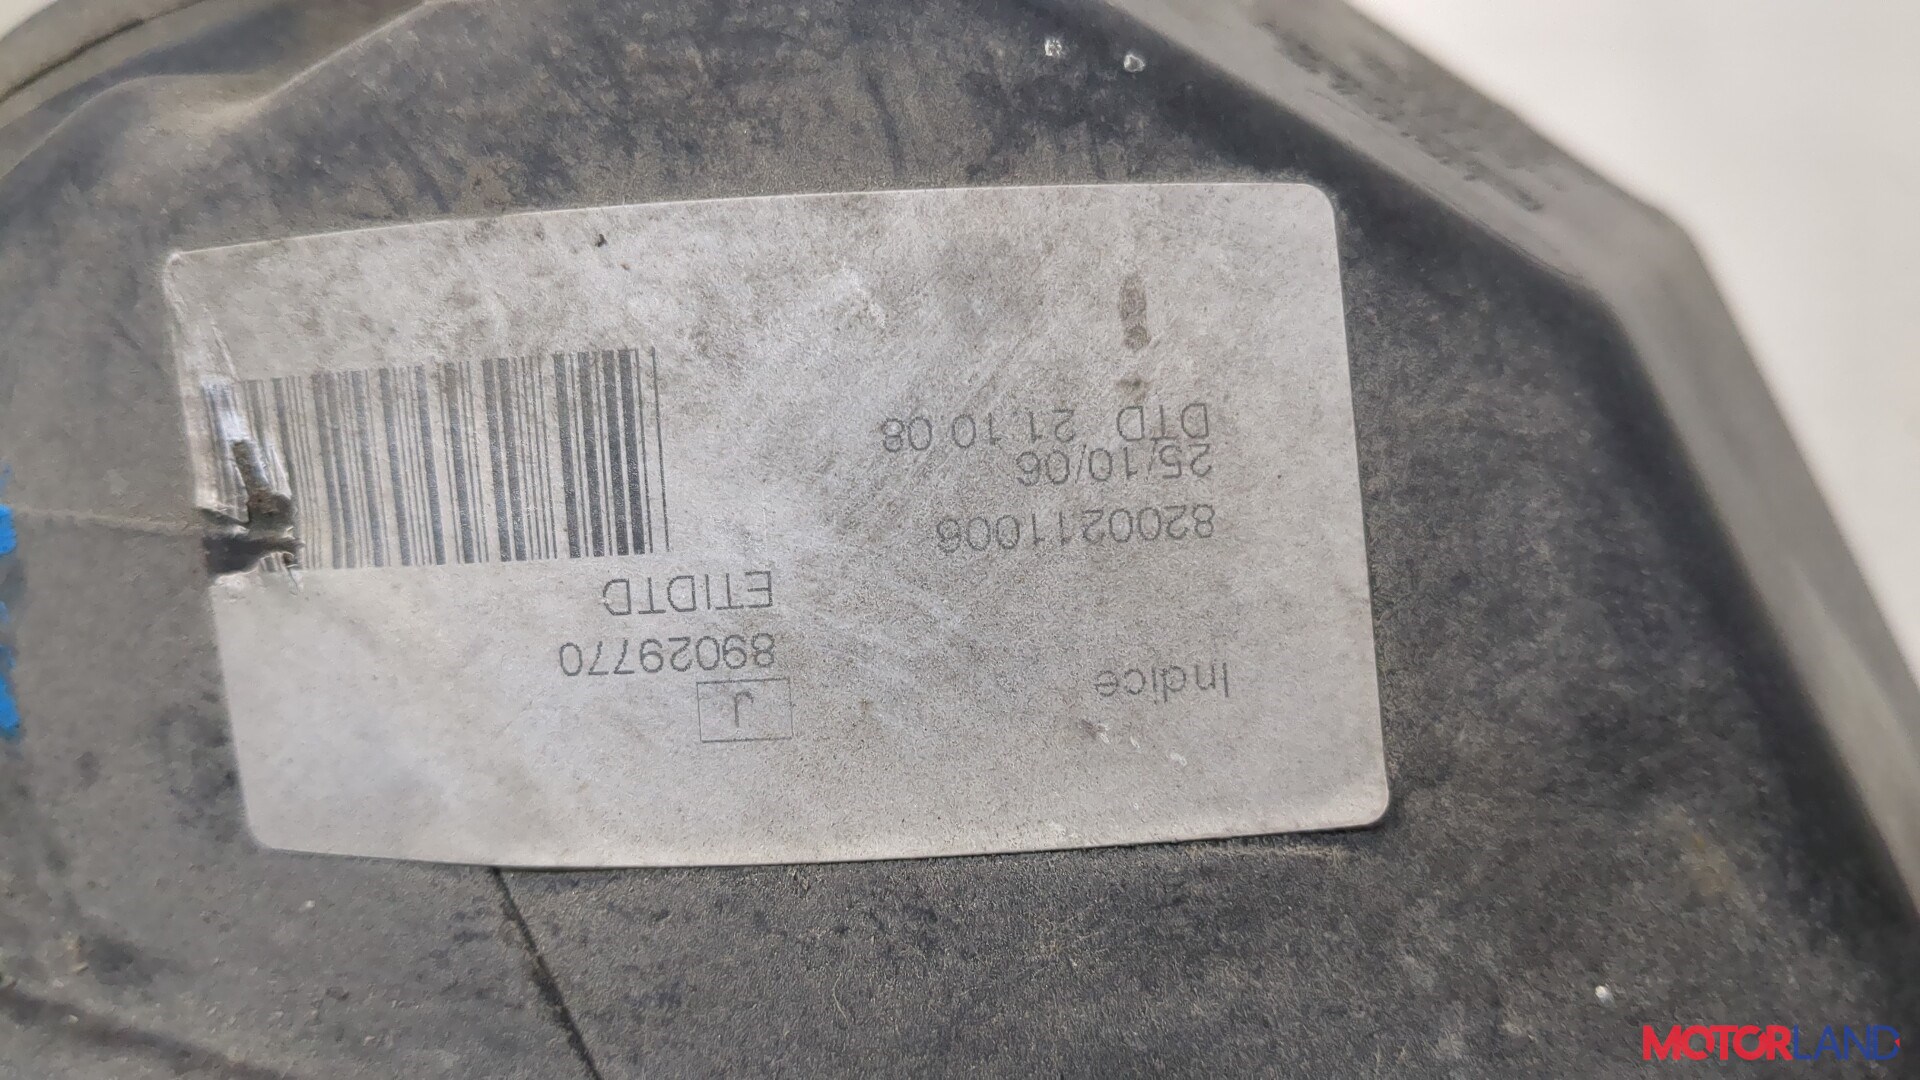 Indice
J
89029770
ETIDTD
8200211006
25/10/06
DTD 21.10.08
MOTORLAND